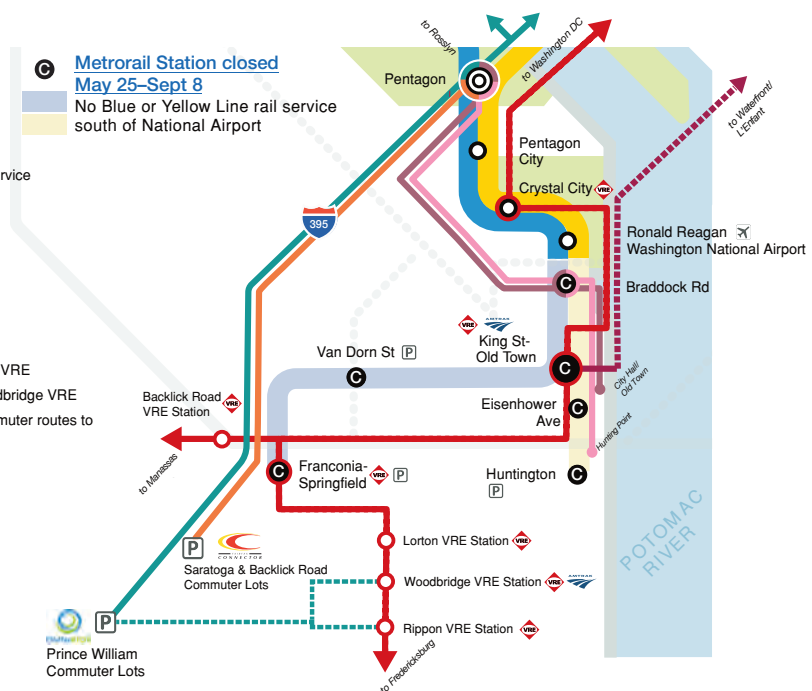 C
Metrorail Station closed
May 25–Sept 8
No Blue or Yellow Line rail service
south of National Airport
rvice
to Rosslyn
to Washington DC
to Waterfront/
L'Enfant
Pentagon
Pentagon
City
Crystal City VRE
395
Ronald Reagan
Washington National Airport
C
Braddock Rd
VRE AMTRAK
King St-
Old Town
C
Van Dorn St P
C
City Hall/
Old Town
Eisenhower
Ave
C
Hunting Point
VRE
dbridge VRE
muter routes to
Backlick Road
VRE Station VRE
to Manassas
C
Franconia-
Springfield VRE P
Huntington
P
C
POTOMAC
RIVER
P
CONNECTOR
Saratoga & Backlick Road
Commuter Lots
Lorton VRE Station VRE
Woodbridge VRE Station VRE AMTRAK
Rippon VRE Station VRE
to Fredericksburg
P
Prince William
Commuter Lots